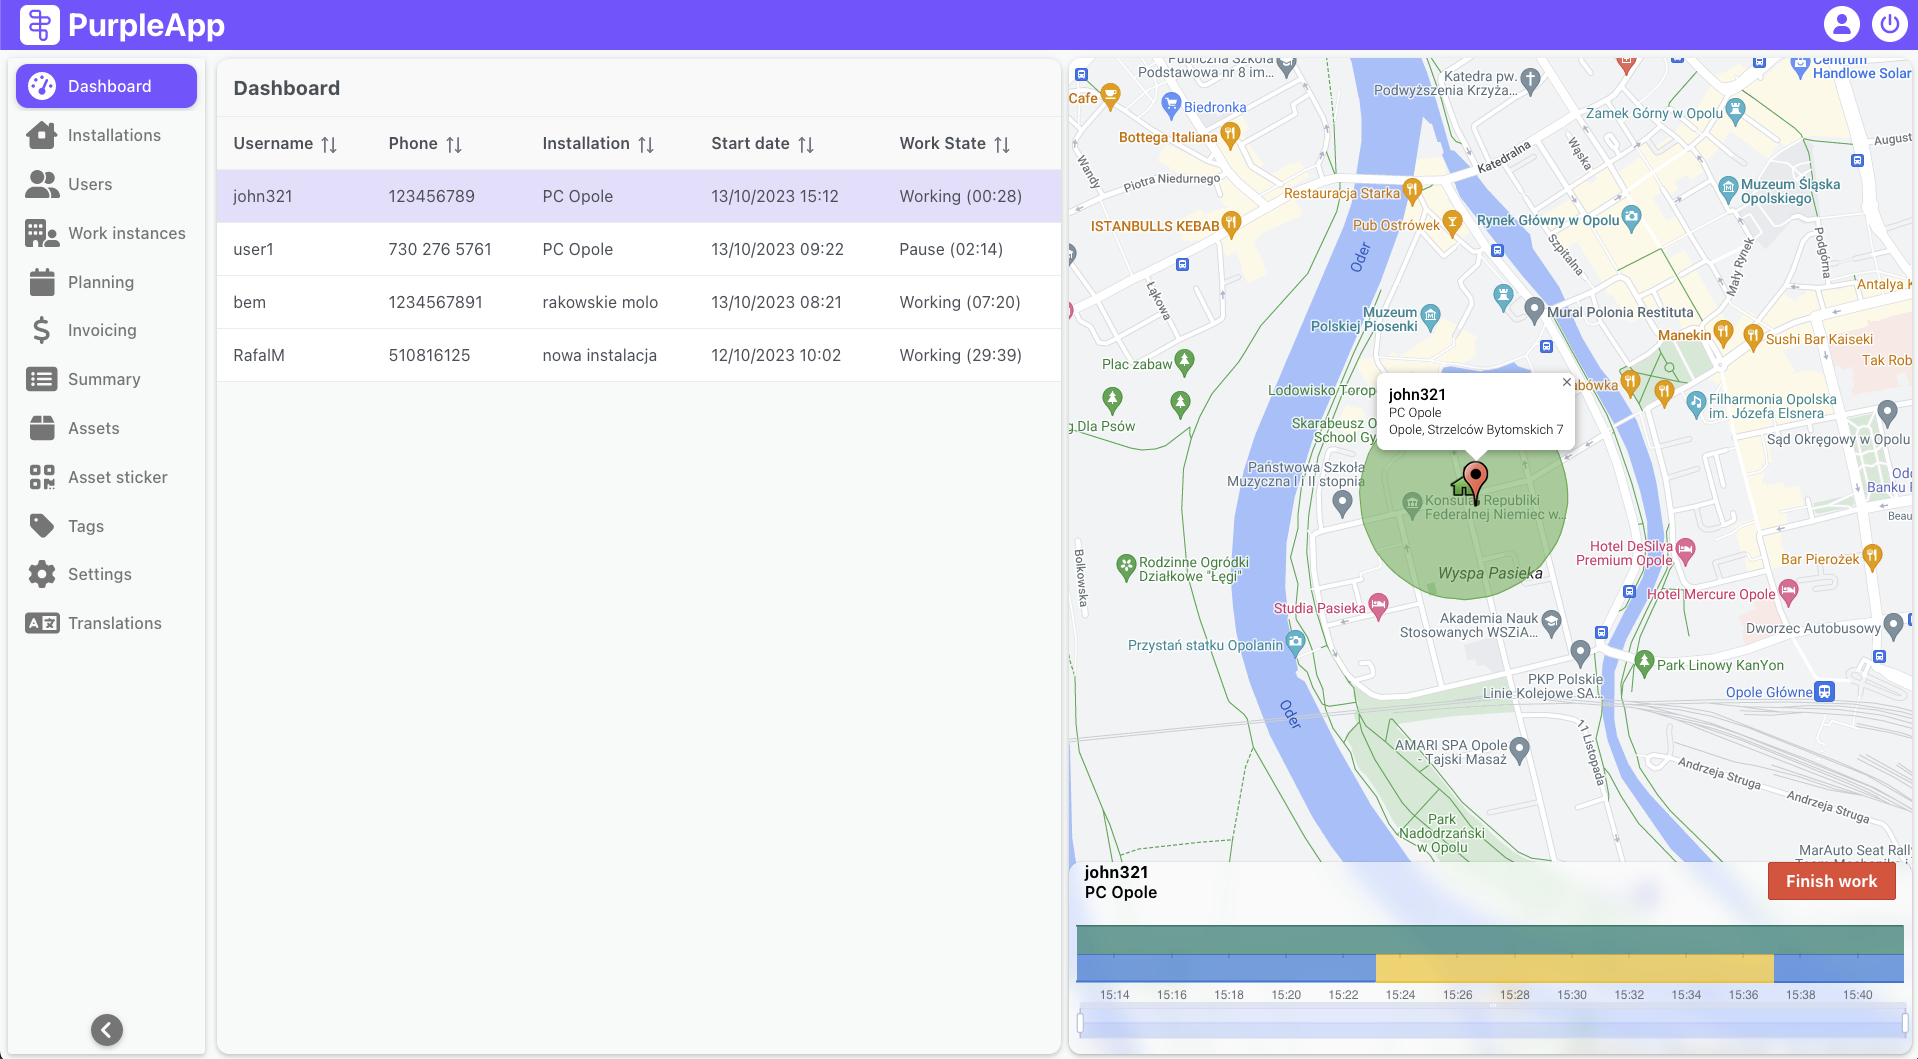 PurpleApp
Dashboard
Installations
Users
Work instances
Planning
Invoicing
Summary
Assets
Asset sticker
Tags
Settings
Translations
Dashboard
Username Phone Installation Start date Work State
john321 123456789 PC Opole 13/10/2023 15:12 Working (00:28)
user1 730 276 5761 PC Opole 13/10/2023 09:22 Pause (02:14)
bem 1234567891 rakowskie molo 13/10/2023 08:21 Working (07:20)
RafalM 510816125 nowa instalacja 12/10/2023 10:02 Working (29:39)
Publiczna Szkoła
Podstawowa nr 8 im...
Katedra pw.
Podwyższenia Krzyża...
Centrum
Handlowe Solar
Cafe
Biedronka
Zamek Górny w Opolu
Bottega Italiana
August
Katedralna
Wąska
Wandy
Piotra Niedurnego
Restauracja Starka
Muzeum Śląska
Opolskiego
ISTANBULLS KEBAB
Pub Ostrówek
Rynek Główny w Opolu
Oder
Szpitalna
Mały Rynek
Podgórna
Łąkowa
Antalya K
Muzeum
Polskiej Piosenki
Mural Polonia Restituta
Manekin
Sushi Bar Kaiseki
Tak Rob
Plac zabaw
Lodowisko Torop
john321
PC Opole
Opole, Strzelców Bytomskich 7
abówka
Filharmonia Opolska
im. Józefa Elsnera
g Dla Psów
Skarabeusz O
School Gy
Sąd Okręgowy w Opolu
Państwowa Szkoła
Muzyczna I i II stopnia
Odd
Banku P
Konsulat Republiki
Federalnej Niemiec w...
Beau
Hotel DeSilva
Premium Opole
Bar Pierożek
Bolkowska
Rodzinne Ogródki
Działkowe "Łęgi"
Wyspa Pasieka
Hotel Mercure Opole
Studia Pasieka
Akademia Nauk
Stosowanych WSZiA...
Dworzec Autobusowy
Przystań statku Opolanin
Park Linowy KanYon
PKP Polskie
Linie Kolejowe SA...
Opole Główne
Oder
11 Listopada
AMARI SPA Opole
- Tajski Masaż
Andrzeja Struga
Andrzeja Struga
Park
Nadodrzański
w Opolu
MarAuto Seat Rall
john321
PC Opole
Finish work
15:14 15:16 15:18 15:20 15:22 15:24 15:26 15:28 15:30 15:32 15:34 15:36 15:38 15:40